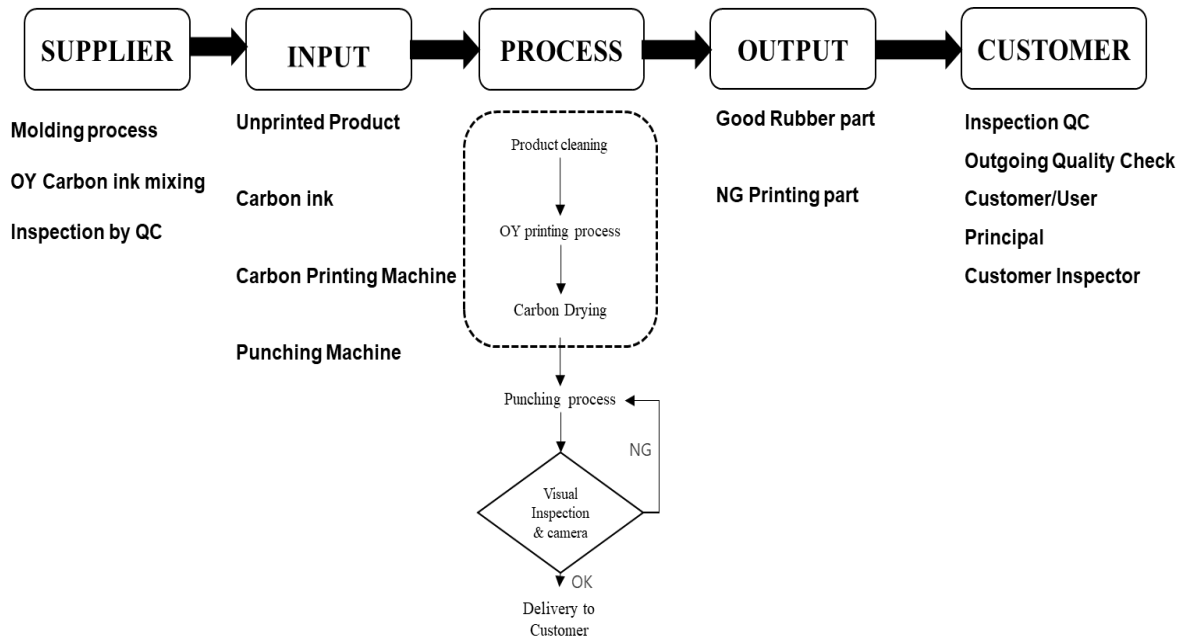 SUPPLIER
INPUT
PROCESS
OUTPUT
CUSTOMER
Molding process
OY Carbon ink mixing
Inspection by QC
Unprinted Product
Carbon ink
Carbon Printing Machine
Punching Machine
Product cleaning
OY printing process
Carbon Drying
Punching process
NG
Visual
Inspection
& camera
OK
Delivery to
Customer
Good Rubber part
NG Printing part
Inspection QC
Outgoing Quality Check
Customer/User
Principal
Customer Inspector